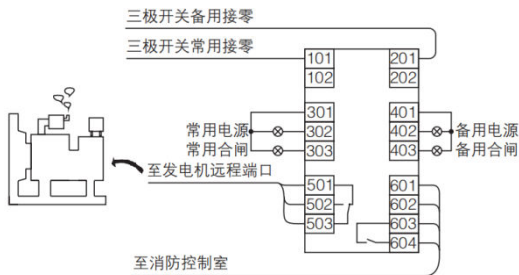 三极开关备用接零
三极开关常用接零
101 201
102 202
301 401
常用电源 302 402 备用电源
常用合闸 303 403 备用合闸
至发电机远程端口
501 601
502 602
503 603
604
至消防控制室